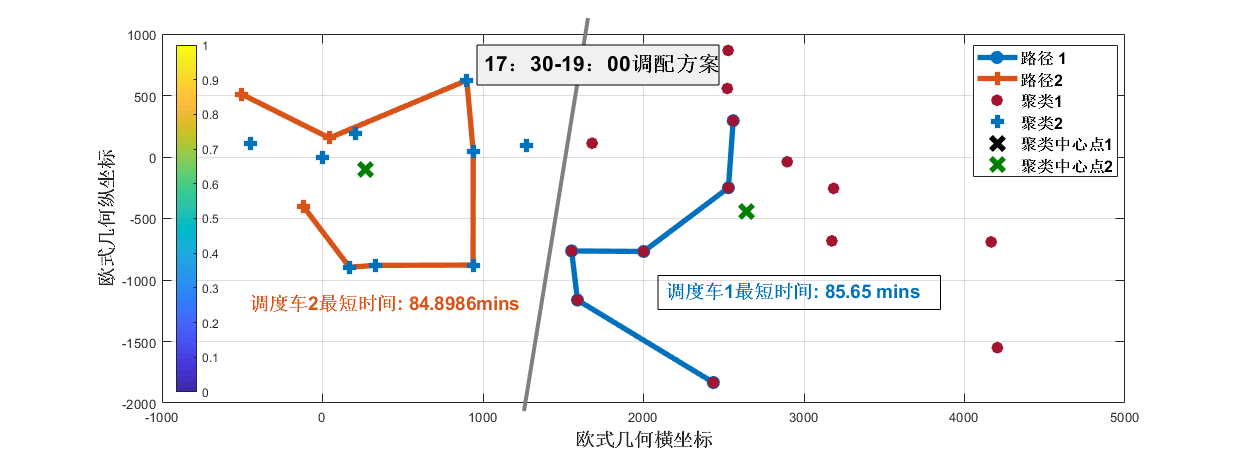 17：30-19：00调配方案
1000
500
0
-500
-1000
-1500
-2000
欧式几何纵坐标
1
0.9
0.8
0.7
0.6
0.5
0.4
0.3
0.2
0.1
0
路径 1
路径2
聚类1
聚类2
聚类中心点1
聚类中心点2
调度车2最短时间: 84.8986mins
调度车1最短时间: 85.65 mins
-1000 0 1000 2000 3000 4000 5000
欧式几何横坐标